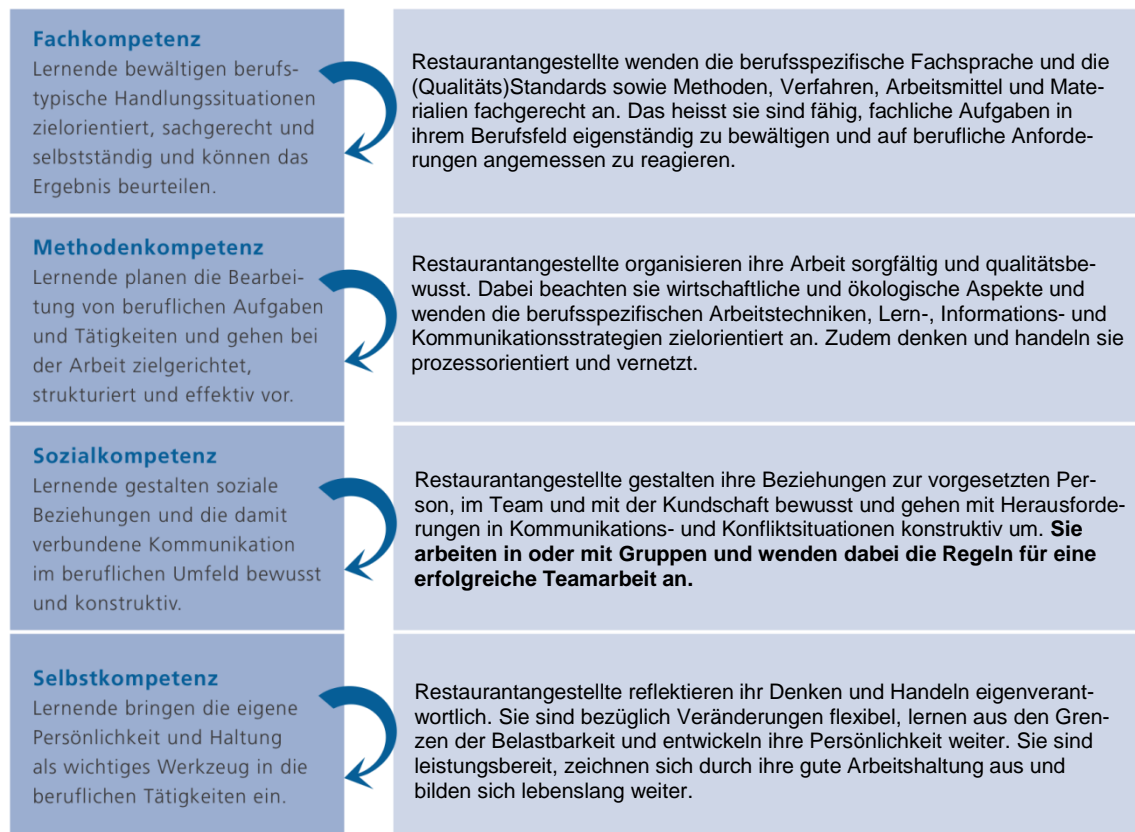 Fachkompetenz
Lernende bewältigen berufs-
typische Handlungssituationen
zielorientiert, sachgerecht und
selbstständig und können das
Ergebnis beurteilen.
Restaurantangestellte wenden die berufsspezifische Fachsprache und die
(Qualitäts)Standards sowie Methoden, Verfahren, Arbeitsmittel und Mate-
rialien fachgerecht an. Das heisst sie sind fähig, fachliche Aufgaben in
ihrem Berufsfeld eigenständig zu bewältigen und auf berufliche Anforde-
rungen angemessen zu reagieren.
Methodenkompetenz
Lernende planen die Bearbei-
tung von beruflichen Aufgaben
und Tätigkeiten und gehen bei
der Arbeit zielgerichtet,
strukturiert und effektiv vor.
Restaurantangestellte organisieren ihre Arbeit sorgfältig und qualitätsbe-
wusst. Dabei beachten sie wirtschaftliche und ökologische Aspekte und
wenden die berufsspezifischen Arbeitstechniken, Lern-, Informations- und
Kommunikationsstrategien zielorientiert an. Zudem denken und handeln sie
prozessorientiert und vernetzt.
Sozialkompetenz
Lernende gestalten soziale
Beziehungen und die damit
verbundene Kommunikation
im beruflichen Umfeld bewusst
und konstruktiv.
Restaurantangestellte gestalten ihre Beziehungen zur vorgesetzten Per-
son, im Team und mit der Kundschaft bewusst und gehen mit Herausforde-
rungen in Kommunikations- und Konfliktsituationen konstruktiv um. Sie
arbeiten in oder mit Gruppen und wenden dabei die Regeln für eine
erfolgreiche Teamarbeit an.
Selbstkompetenz
Lernende bringen die eigene
Persönlichkeit und Haltung
als wichtiges Werkzeug in die
beruflichen Tätigkeiten ein.
Restaurantangestellte reflektieren ihr Denken und Handeln eigenverant-
wortlich. Sie sind bezüglich Veränderungen flexibel, lernen aus den Gren-
zen der Belastbarkeit und entwickeln ihre Persönlichkeit weiter. Sie sind
leistungsbereit, zeichnen sich durch ihre gute Arbeitshaltung aus und
bilden sich lebenslang weiter.